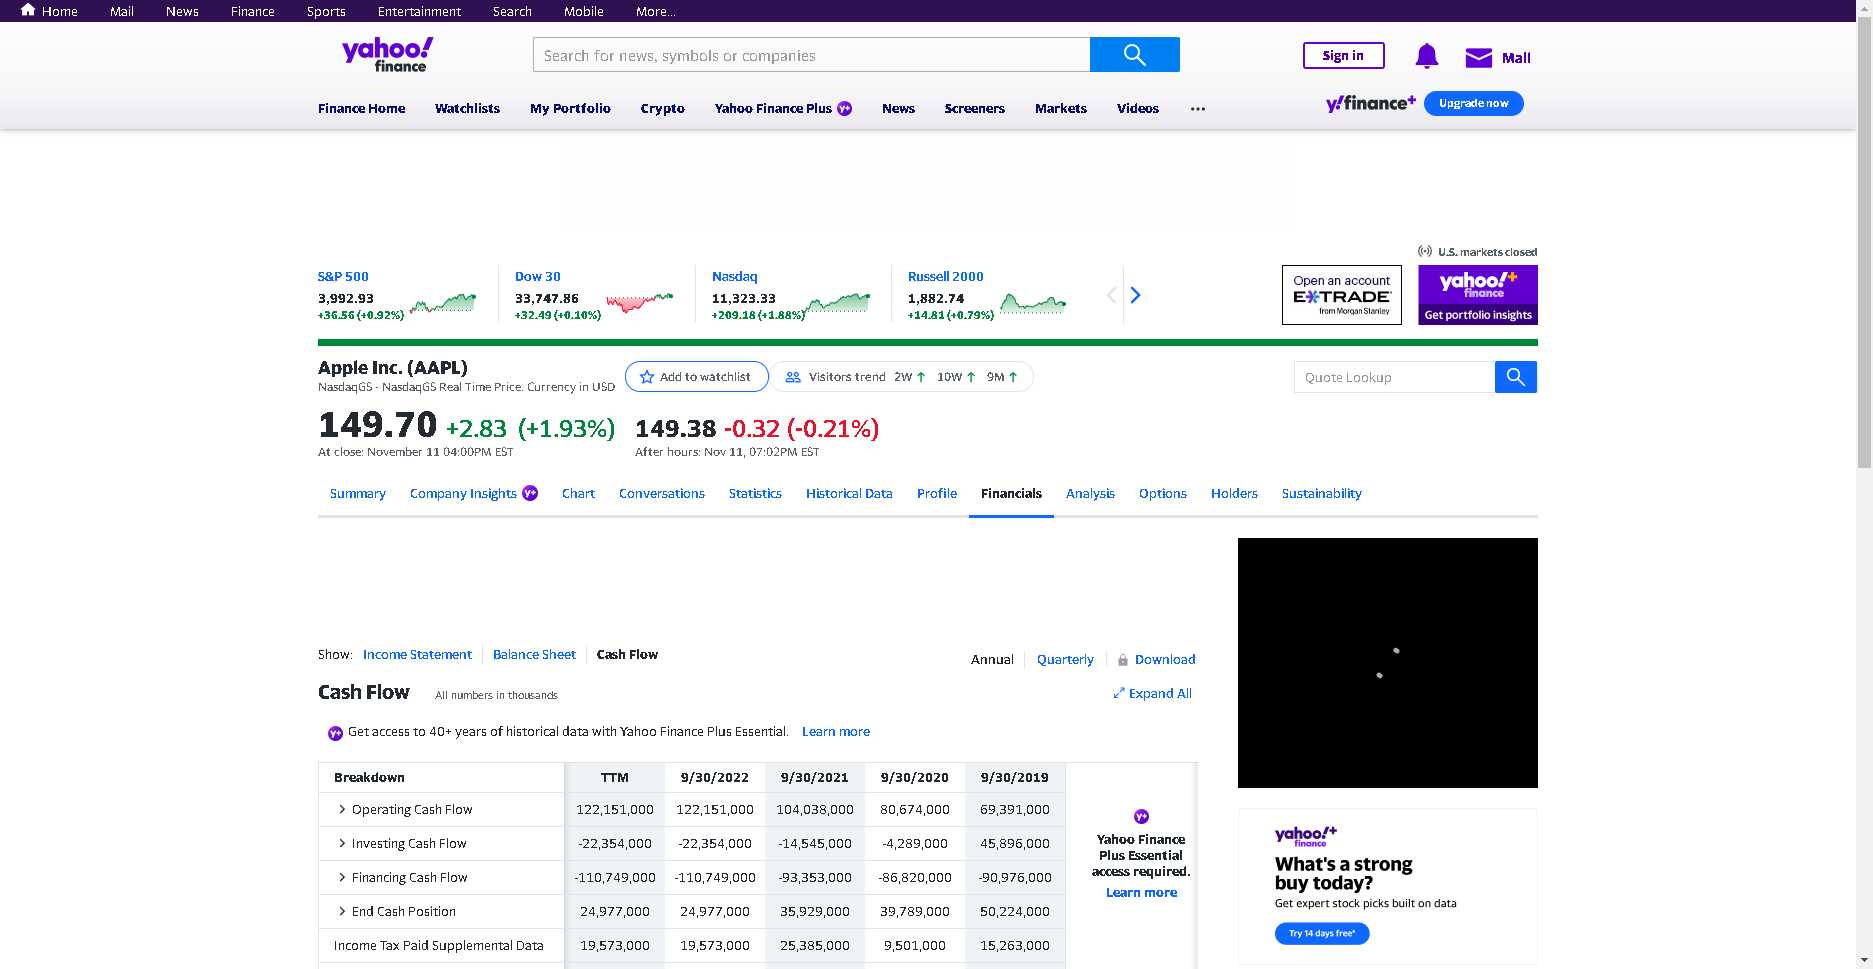 Home Mail News Finance Sports Entertainment Search Mobile More...
yahoo!
finance
Search for news, symbols or companies
Sign in
Mail
Finance Home Watchlists My Portfolio Crypto Yahoo Finance Plus Y+ News Screeners Markets Videos ...
y!finance+ Upgrade now
U.S. markets closed
S&P 500
3,992.93
+36.56 (+0.92%)
Dow 30
33,747.86
+32.49 (+0.10%)
Nasdaq
11,323.33
+209.18 (+1.88%)
Russell 2000
1,882.74
+14.81 (+0.79%)
Open an account
E*TRADE
from Morgan Stanley
yahoo!+
finance
Get portfolio insights
Apple Inc. (AAPL)
NasdaqGS - NasdaqGS Real Time Price. Currency in USD
Add to watchlist
Visitors trend 2W ↑ 10W ↑ 9M ↑
Quote Lookup
149.70 +2.83 (+1.93%)
At close: November 11 04:00PM EST
149.38 -0.32 (-0.21%)
After hours: Nov 11, 07:02PM EST
Summary Company Insights Y+ Chart Conversations Statistics Historical Data Profile Financials Analysis Options Holders Sustainability
Show: Income Statement Balance Sheet Cash Flow
Annual Quarterly Download
Cash Flow All numbers in thousands
Expand All
Y+ Get access to 40+ years of historical data with Yahoo Finance Plus Essential. Learn more
Breakdown TTM 9/30/2022 9/30/2021 9/30/2020 9/30/2019
Operating Cash Flow 122,151,000 122,151,000 104,038,000 80,674,000 69,391,000
Investing Cash Flow -22,354,000 -22,354,000 -14,545,000 -4,289,000 45,896,000
Financing Cash Flow -110,749,000 -110,749,000 -93,353,000 -86,820,000 -90,976,000
End Cash Position 24,977,000 24,977,000 35,929,000 39,789,000 50,224,000
Income Tax Paid Supplemental Data 19,573,000 19,573,000 25,385,000 9,501,000 15,263,000
Y+
Yahoo Finance
Plus Essential
access required.
Learn more
yahoo!+
finance
What's a strong
buy today?
Get expert stock picks built on data
Try 14 days free*